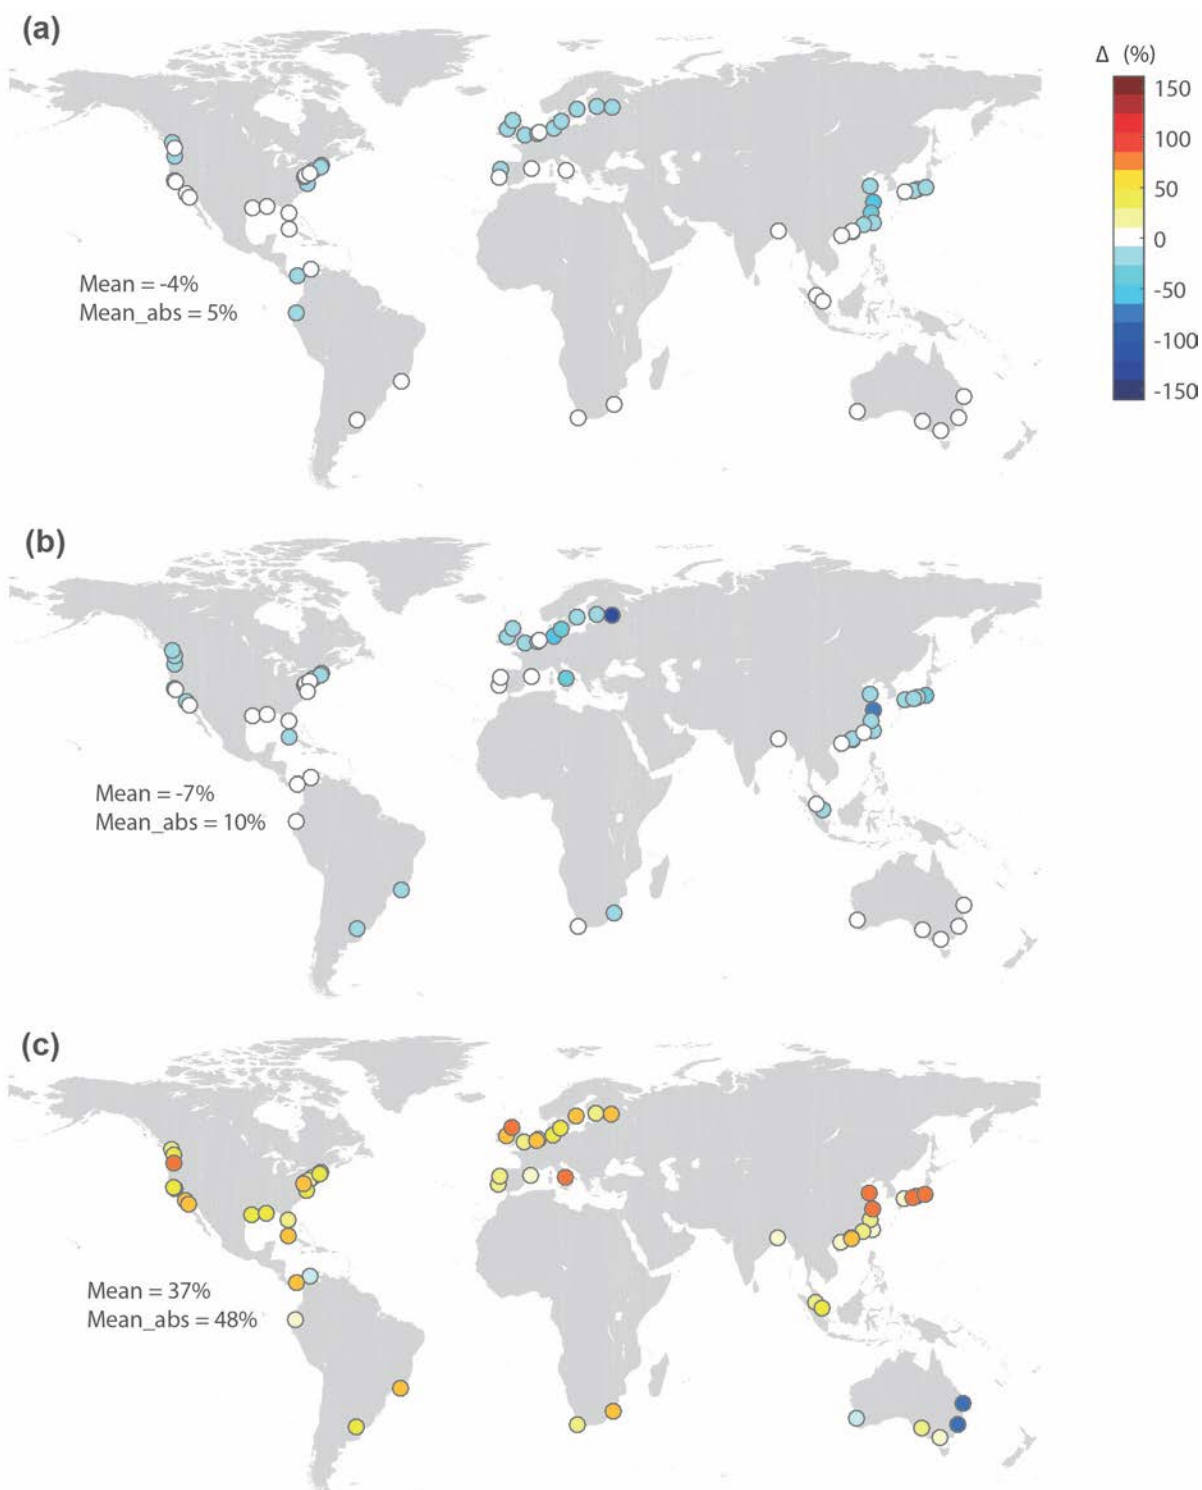 (a)
Δ (%)
150
100
50
0
-50
-100
-150
Mean = -4%
Mean_abs = 5%
(b)
Mean = -7%
Mean_abs = 10%
(c)
Mean = 37%
Mean_abs = 48%